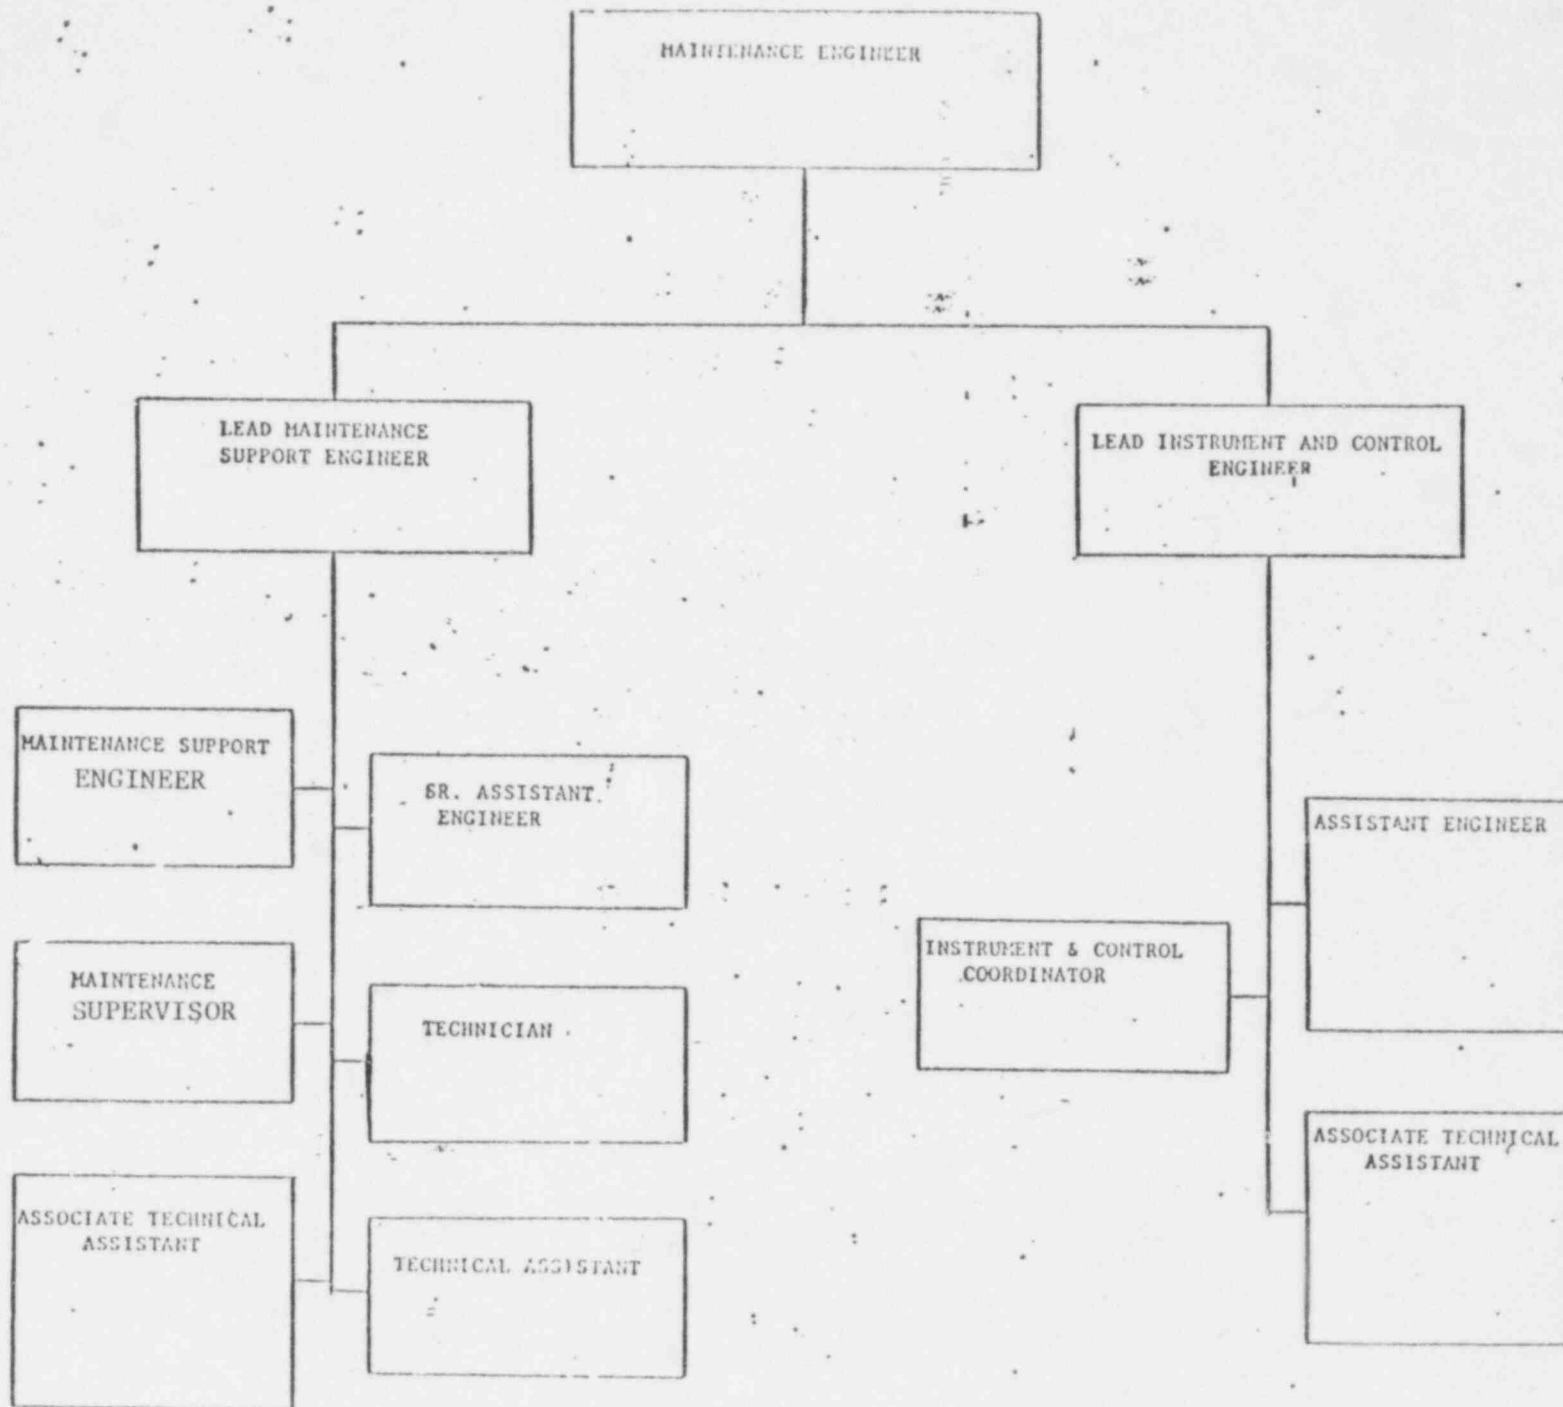 MAINTENANCE ENGINEER
LEAD MAINTENANCE
SUPPORT ENGINEER
LEAD INSTRUMENT AND CONTROL
ENGINEER
MAINTENANCE SUPPORT
ENGINEER
SR. ASSISTANT
ENGINEER
ASSISTANT ENGINEER
MAINTENANCE
SUPERVISOR
TECHNICIAN
INSTRUMENT & CONTROL
COORDINATOR
ASSOCIATE TECHNICAL
ASSISTANT
TECHNICAL ASSISTANT
ASSOCIATE TECHNICAL
ASSISTANT